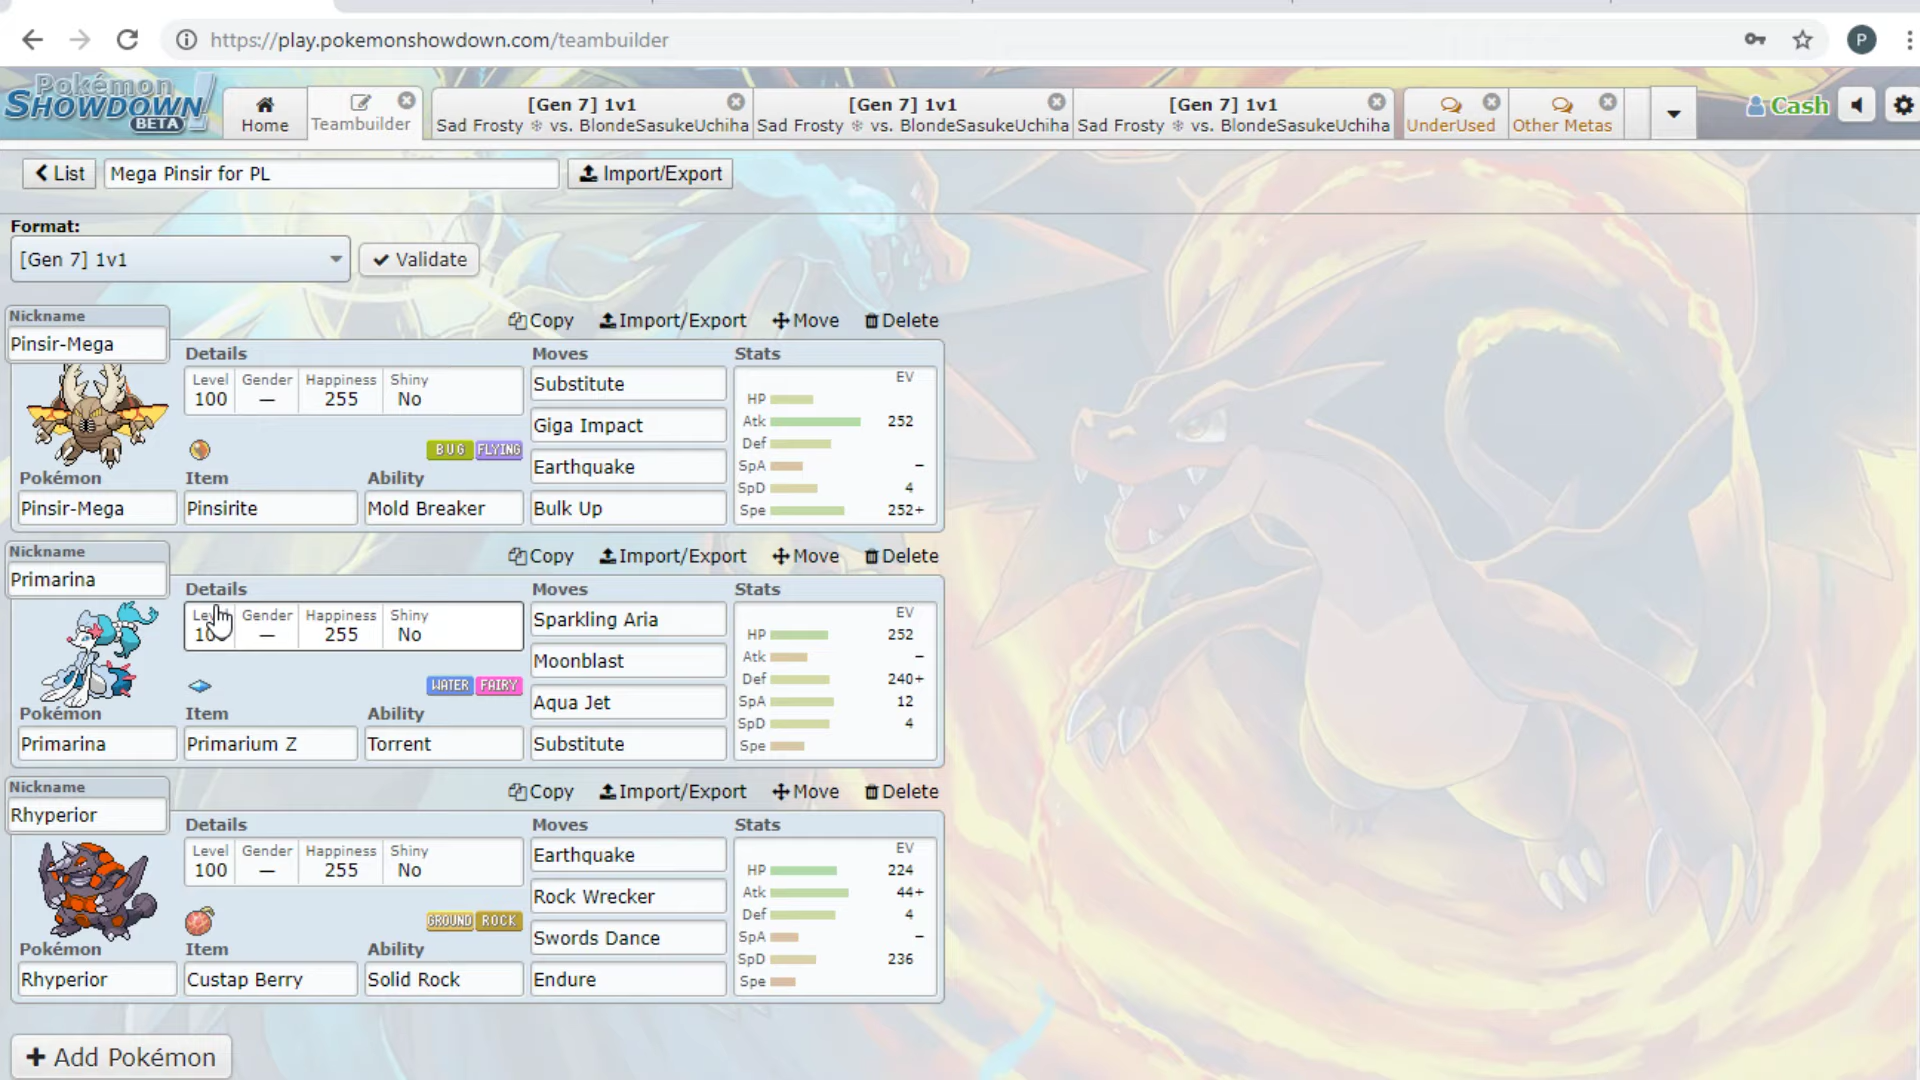 https://play.pokemonshowdown.com/teambuilder
P
Pokémon
SHOWDOWN!
BETA
Home
Teambuilder
[Gen 7] 1v1
Sad Frosty ❄ vs. BlondeSasukeUchiha
[Gen 7] 1v1
Sad Frosty ❄ vs. BlondeSasukeUchiha
[Gen 7] 1v1
Sad Frosty ❄ vs. BlondeSasukeUchiha
UnderUsed
Other Metas
Cash
List
Mega Pinsir for PL
Import/Export
Format:
[Gen 7] 1v1
Validate
Nickname
Pinsir-Mega
Copy Import/Export Move Delete
Details Moves Stats
Level Gender Happiness Shiny
100 — 255 No
BUG FLYING
Pokémon Item Ability
Pinsir-Mega Pinsirite Mold Breaker
Substitute
Giga Impact
Earthquake
Bulk Up
EV
HP
Atk 252
Def
SpA –
SpD 4
Spe 252+
Nickname
Primarina
Copy Import/Export Move Delete
Details Moves Stats
Gender Happiness Shiny
— 255 No
WATER FAIRY
Pokémon Item Ability
Primarina Primarium Z Torrent
Sparkling Aria
Moonblast
Aqua Jet
Substitute
EV
HP 252
Atk –
Def 240+
SpA 12
SpD 4
Spe
Nickname
Rhyperior
Copy Import/Export Move Delete
Details Moves Stats
Level Gender Happiness Shiny
100 — 255 No
GROUND ROCK
Pokémon Item Ability
Rhyperior Custap Berry Solid Rock
Earthquake
Rock Wrecker
Swords Dance
Endure
EV
HP 224
Atk 44+
Def 4
SpA –
SpD 236
Spe
+ Add Pokémon